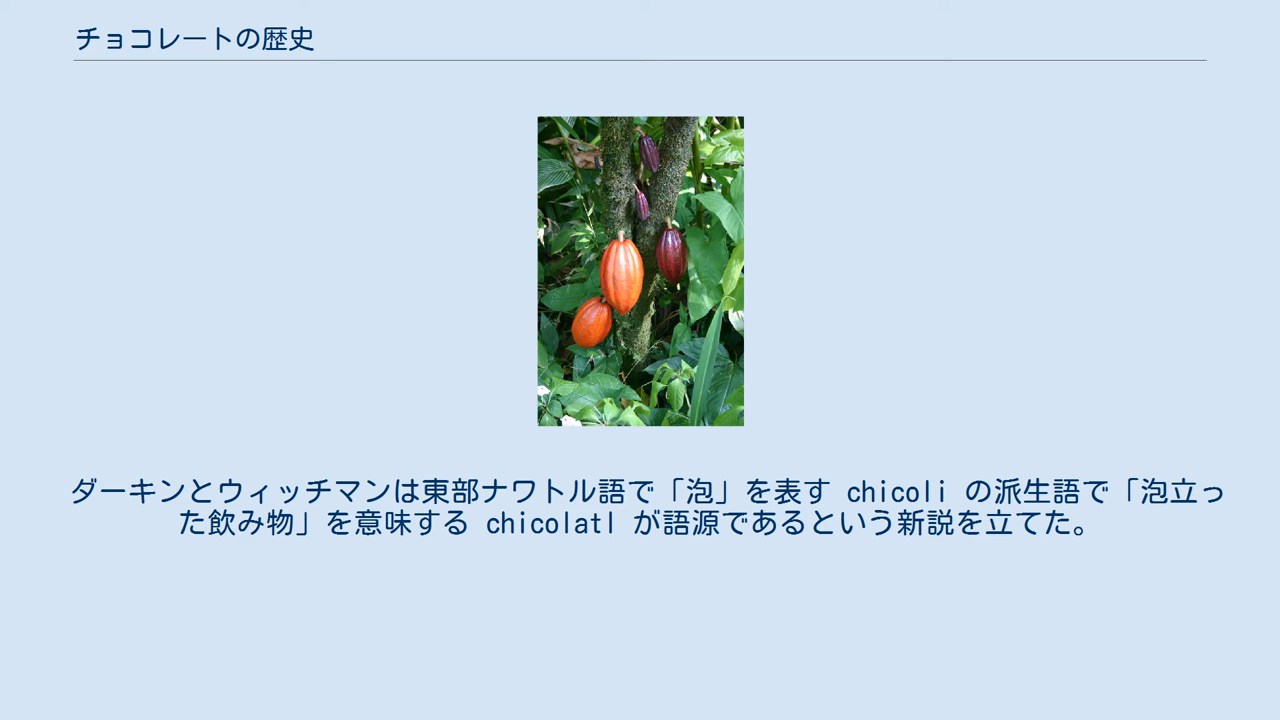 チョコレートの歴史
ダーキンとウィッチマンは東部ナワトル語で「泡」を表す chicoli の派生語で「泡立っ
た飲み物」を意味する chicolatl が語源であるという新説を立てた。